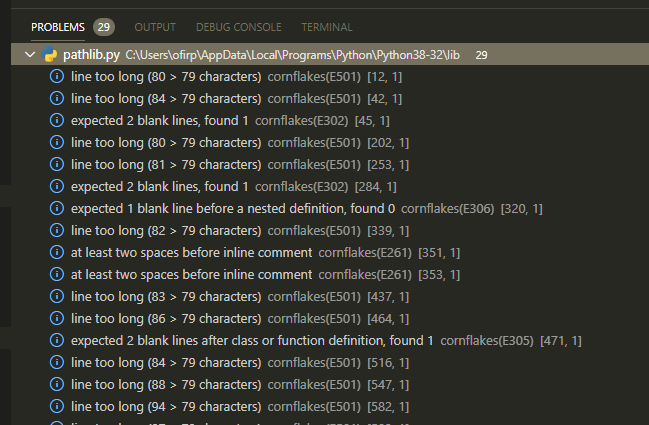 PROBLEMS 29 OUTPUT DEBUG CONSOLE TERMINAL
pathlib.py C:\Users\ofirp\AppData\Local\Programs\Python\Python38-32\lib 29
line too long (80 > 79 characters) cornflakes(E501) [12, 1]
line too long (84 > 79 characters) cornflakes(E501) [42, 1]
expected 2 blank lines, found 1 cornflakes(E302) [45, 1]
line too long (80 > 79 characters) cornflakes(E501) [202, 1]
line too long (81 > 79 characters) cornflakes(E501) [253, 1]
expected 2 blank lines, found 1 cornflakes(E302) [284, 1]
expected 1 blank line before a nested definition, found 0 cornflakes(E306) [320, 1]
line too long (82 > 79 characters) cornflakes(E501) [339, 1]
at least two spaces before inline comment cornflakes(E261) [351, 1]
at least two spaces before inline comment cornflakes(E261) [353, 1]
line too long (83 > 79 characters) cornflakes(E501) [437, 1]
line too long (86 > 79 characters) cornflakes(E501) [464, 1]
expected 2 blank lines after class or function definition, found 1 cornflakes(E305) [471, 1]
line too long (84 > 79 characters) cornflakes(E501) [516, 1]
line too long (88 > 79 characters) cornflakes(E501) [547, 1]
line too long (94 > 79 characters) cornflakes(E501) [582, 1]